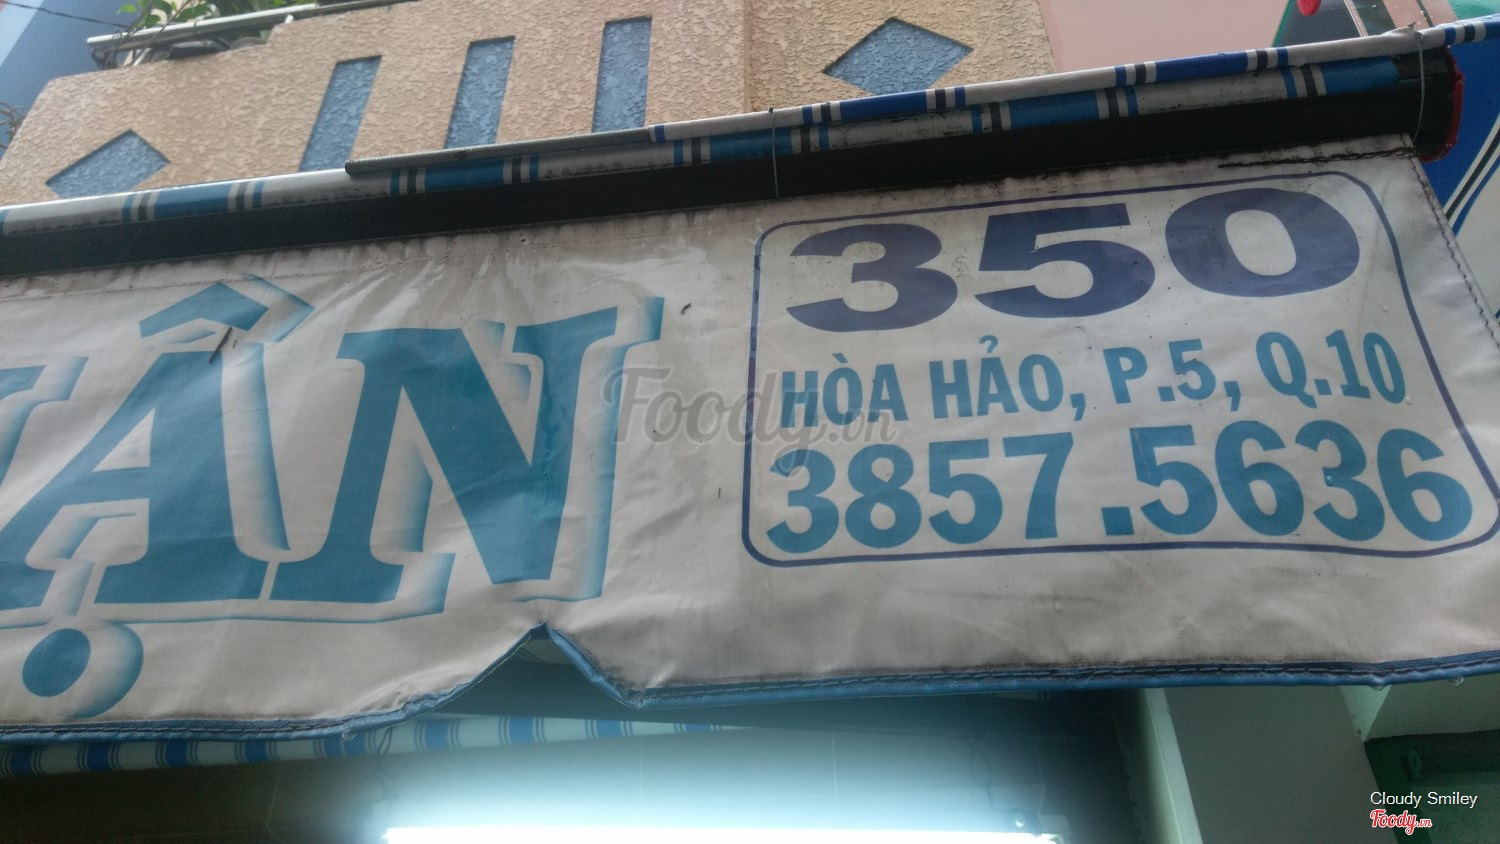 ẬN
350
HÒA HẢO, P.5, Q.10
3857.5636
Foody.vn
Cloudy Smiley
Foody.vn